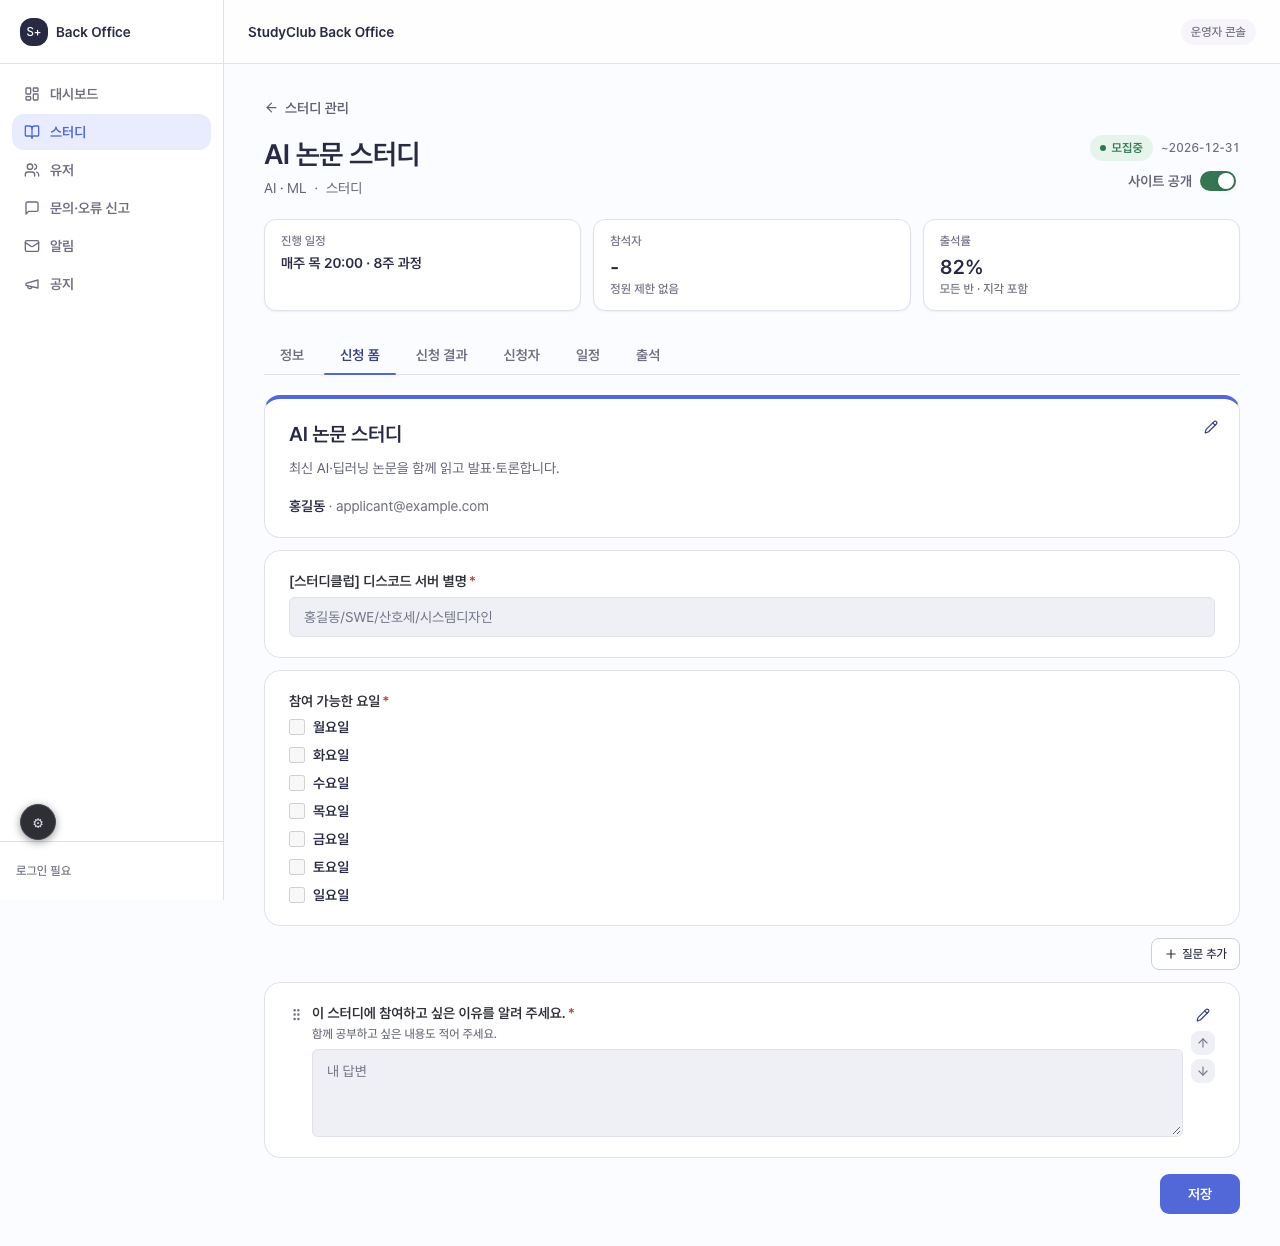 S+ Back Office
StudyClub Back Office
운영자 콘솔
대시보드
스터디
유저
문의·오류 신고
알림
공지
로그인 필요
스터디 관리
AI 논문 스터디
AI · ML · 스터디
모집중
~2026-12-31
사이트 공개
진행 일정
매주 목 20:00 · 8주 과정
참석자
-
정원 제한 없음
출석률
82%
모든 반 · 지각 포함
정보 신청 폼 신청 결과 신청자 일정 출석
AI 논문 스터디
최신 AI·딥러닝 논문을 함께 읽고 발표·토론합니다.
홍길동 · applicant@example.com
[스터디클럽] 디스코드 서버 별명 *
홍길동/SWE/산호세/시스템디자인
참여 가능한 요일 *
월요일
화요일
수요일
목요일
금요일
토요일
일요일
질문 추가
이 스터디에 참여하고 싶은 이유를 알려 주세요. *
함께 공부하고 싶은 내용도 적어 주세요.
내 답변
저장